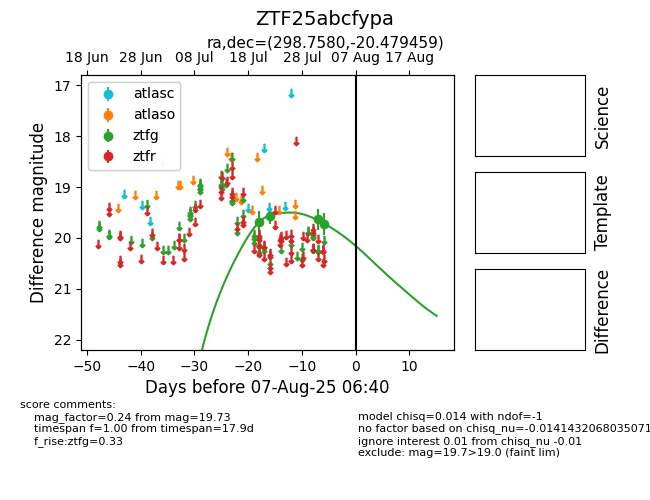 ZTF25abcfypa
ra,dec=(298.7580,-20.479459)
18 Jun 28 Jun 08 Jul 18 Jul 28 Jul 07 Aug 17 Aug
17
18
19
20
21
22
Difference magnitude
atlasc
atlaso
ztfg
ztfr
−50 −40 −30 −20 −10 0 10
Days before 07-Aug-25 06:40
Science
Template
Difference
score comments:
mag_factor=0.24 from mag=19.73
timespan f=1.00 from timespan=17.9d
f_rise:ztfg=0.33
model chisq=0.014 with ndof=-1
no factor based on chisq_nu=-0.0141432068035071
ignore interest 0.01 from chisq_nu -0.01
exclude: mag=19.7>19.0 (faint lim)